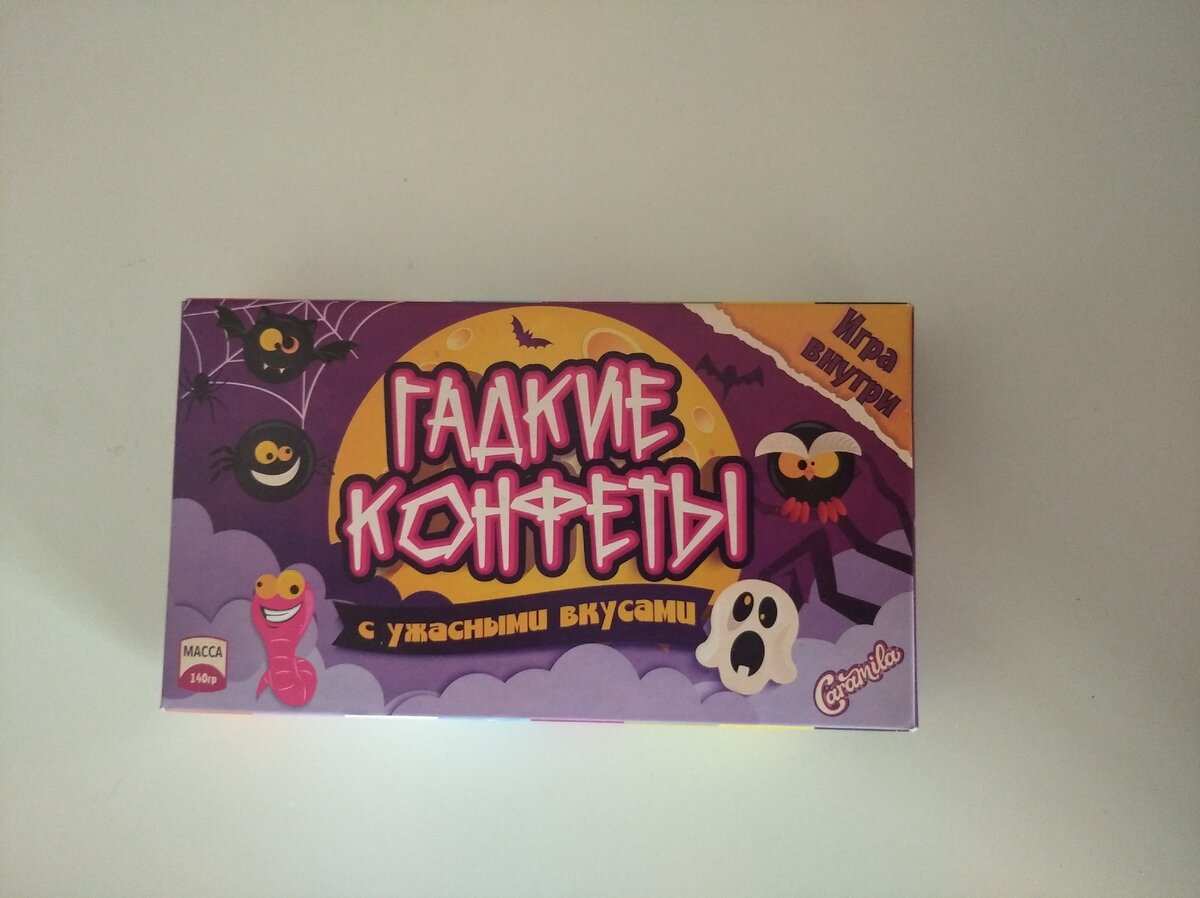 Игра
внутри
ГАДКИЕ
КОНФЕТЫ
с ужасными вкусами
МАССА
140гр
Caramila